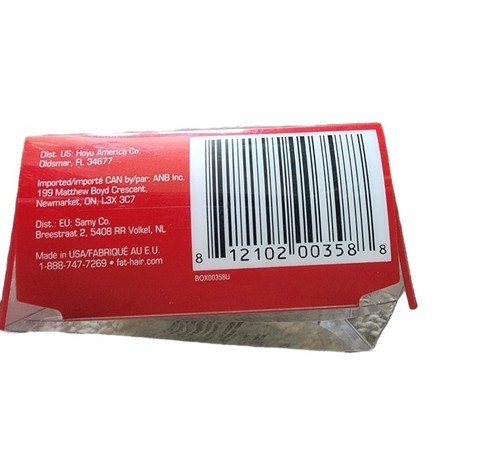 Dist. US: Hoyu America Co.
Oldsmar, FL 34677
Imported/importé CAN by/par: ANB Inc.
199 Matthew Boyd Crescent,
Newmarket, ON, L3X 3C7
Dist.: EU: Samy Co.
Breestraat 2, 5408 RR Volkel, NL
Made in USA/FABRIQUÉ AU E.U.
1-888-747-7269 • fat-hair.com
8 12102 00358 8
BOX00358U